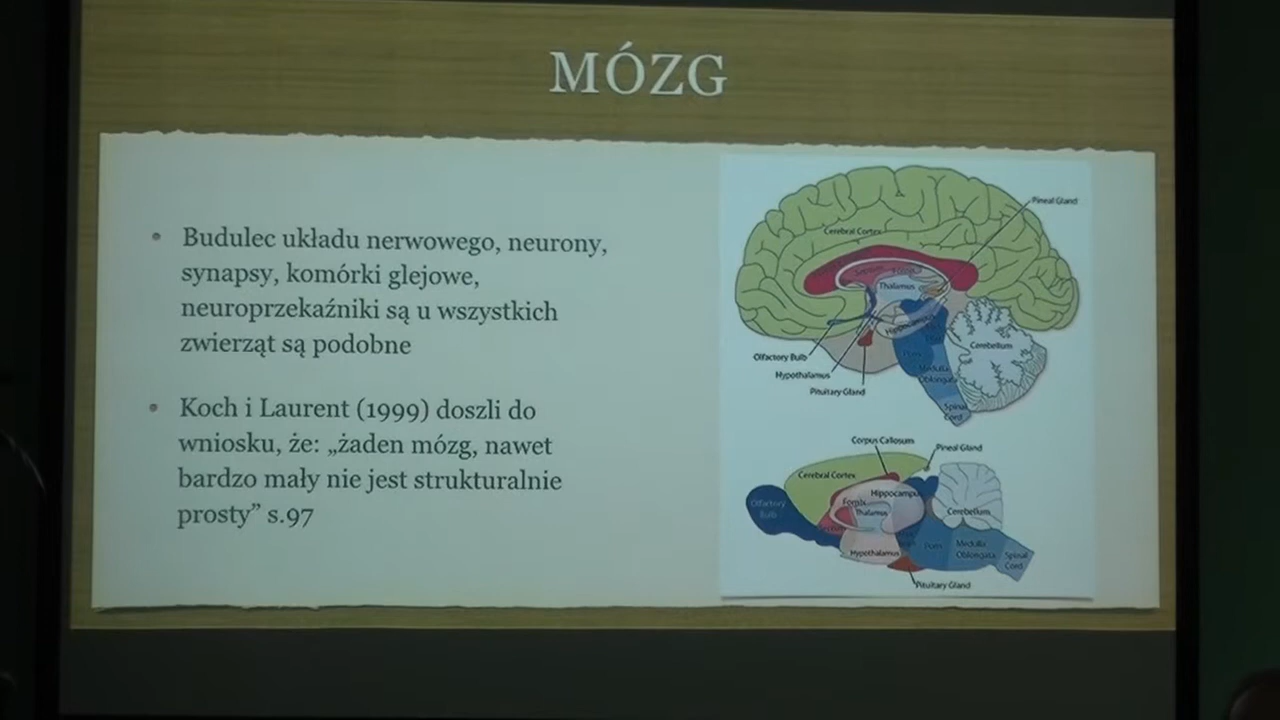 MÓZG
Budulec układu nerwowego, neurony,
synapsy, komórki glejowe,
neuroprzekaźniki są u wszystkich
zwierząt są podobne
Koch i Laurent (1999) doszli do
wniosku, że: „żaden mózg, nawet
bardzo mały nie jest strukturalnie
prosty” s.97
Pineal Gland
Cerebral Cortex
Septum
Fornix
Thalamus
Cerebellum
Olfactory Bulb
Hypothalamus
Pituitary Gland
Pons
Medulla
Oblongata
Spinal
Cord
Corpus Callosum
Pineal Gland
Cerebral Cortex
Olfactory
Bulb
Hippocampus
Fornix
Thalamus
Septum
Cerebellum
Hypothalamus
Pons
Medulla
Oblongata
Spinal
Cord
Pituitary Gland